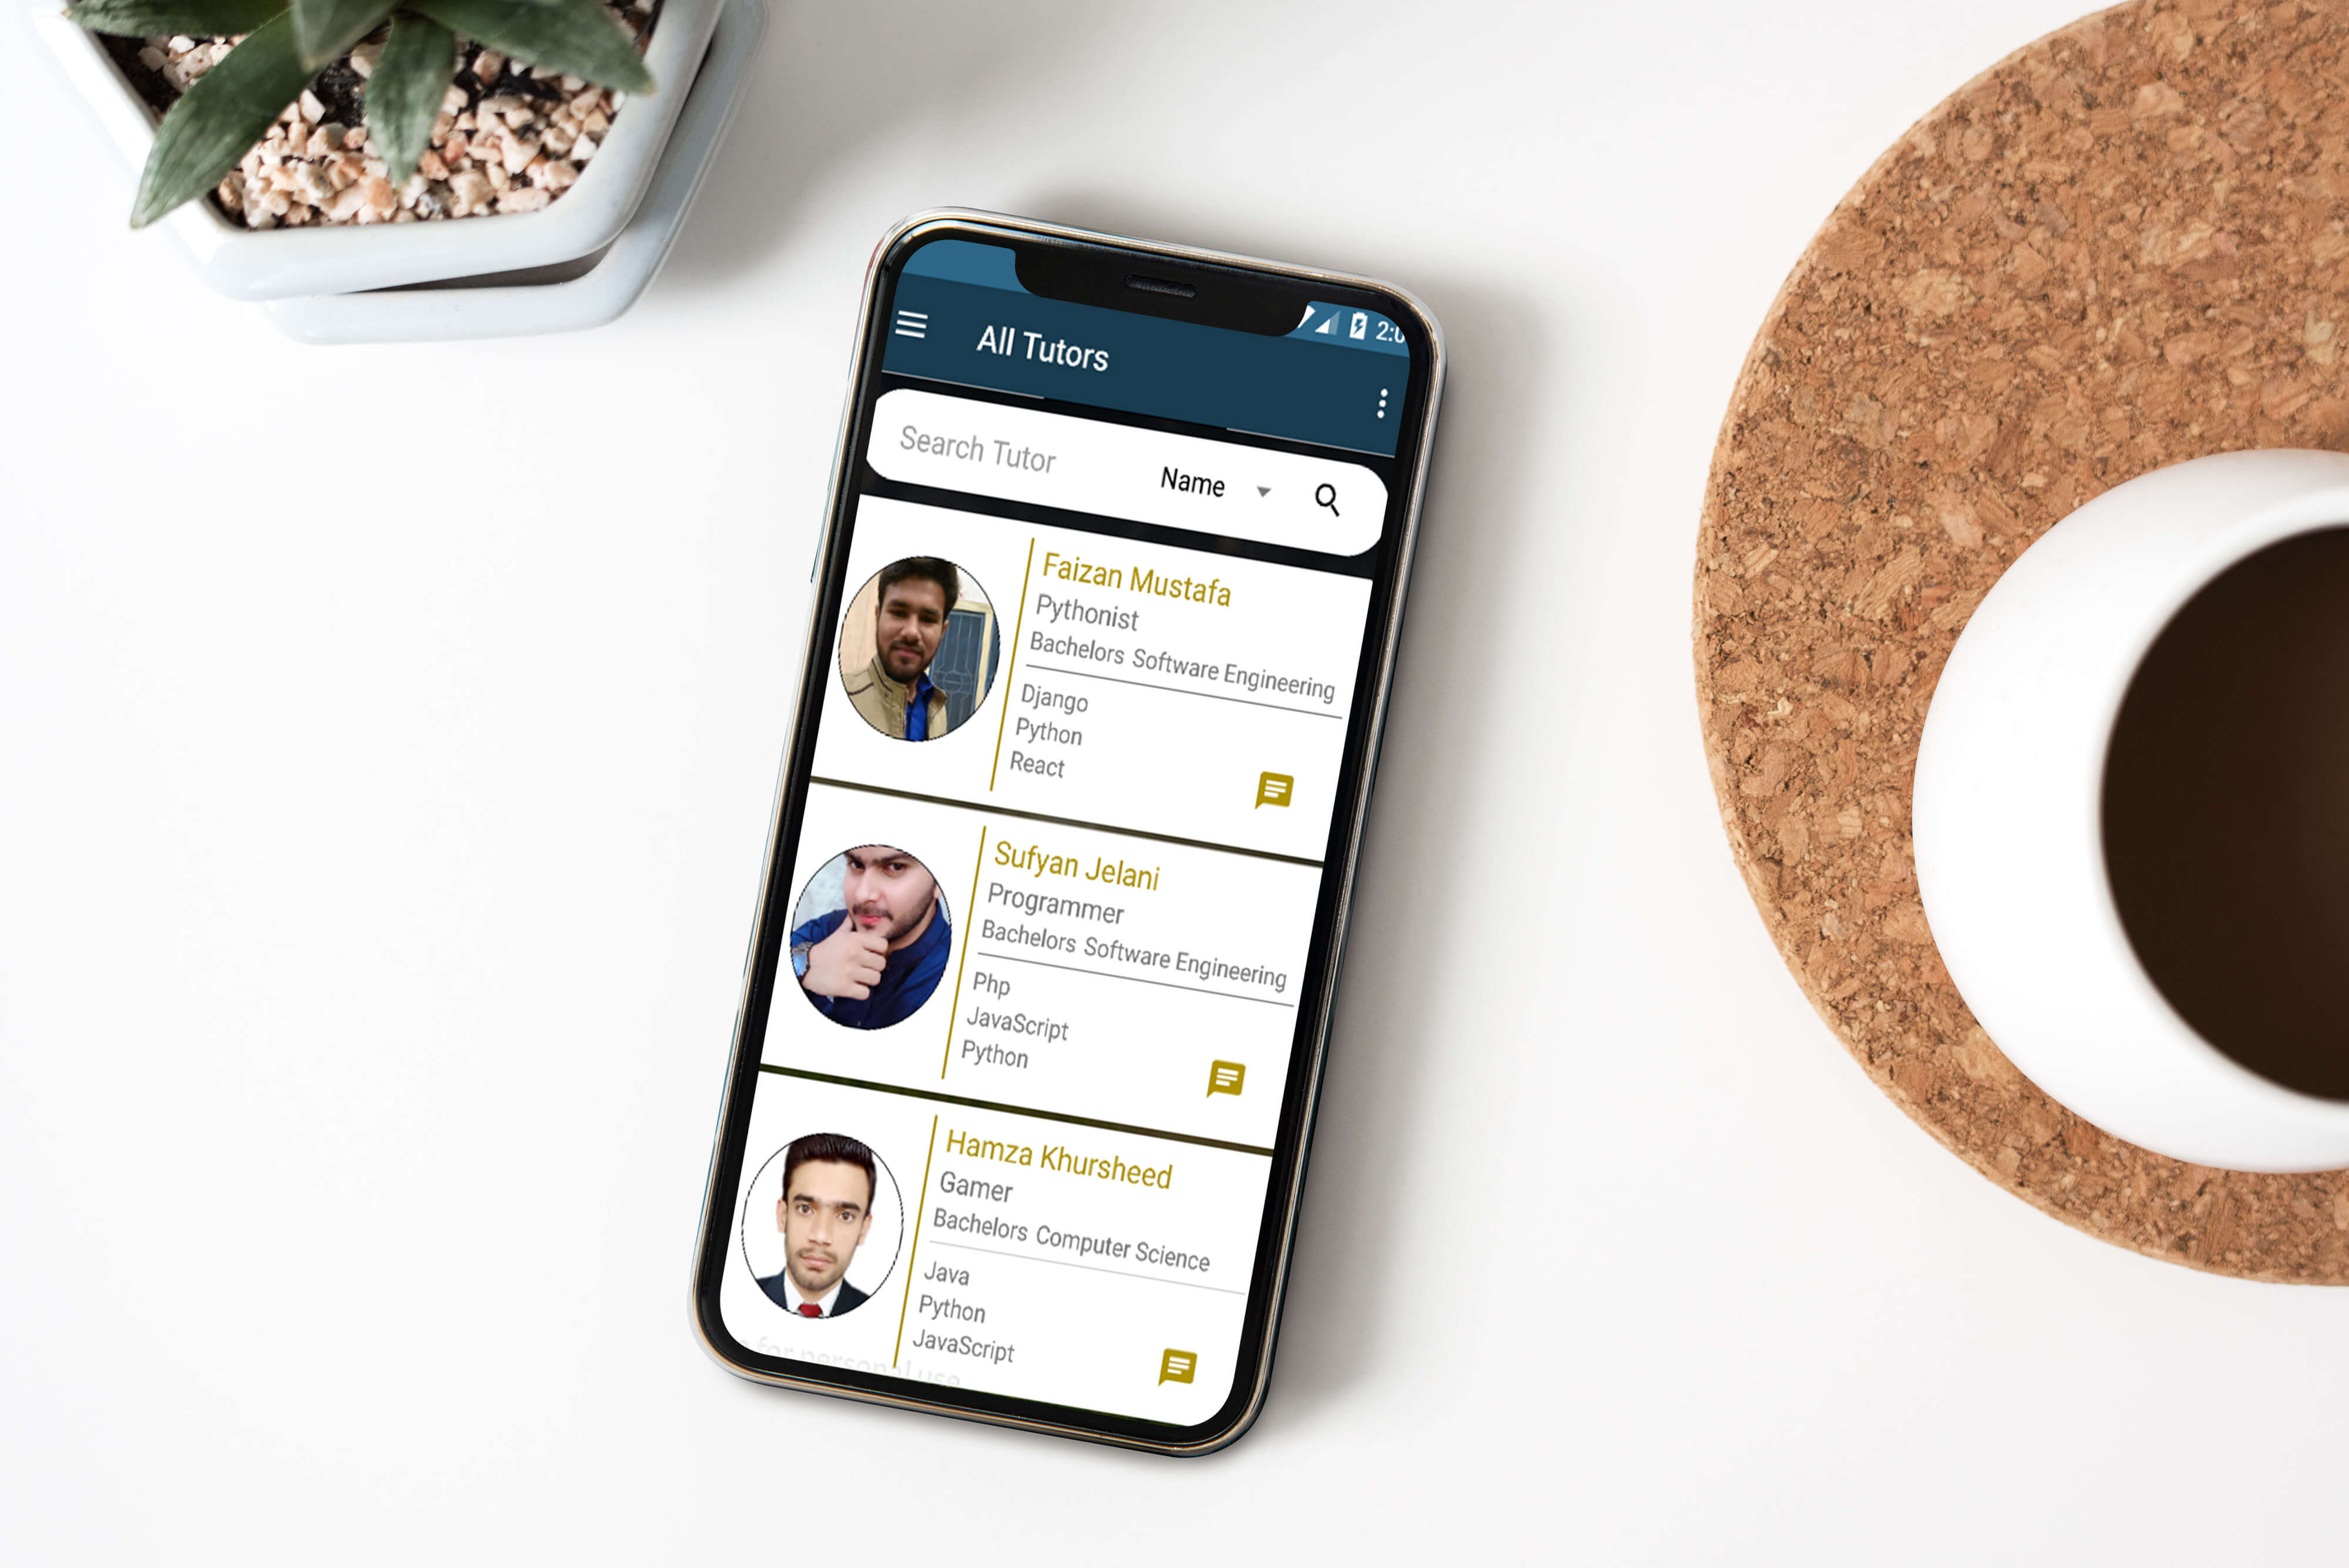 2:0
All Tutors
Search Tutor Name
Faizan Mustafa
Pythonist
Bachelors Software Engineering
Django
Python
React
Sufyan Jelani
Programmer
Bachelors Software Engineering
Php
JavaScript
Python
Hamza Khursheed
Gamer
Bachelors Computer Science
Java
Python
JavaScript
for personal use